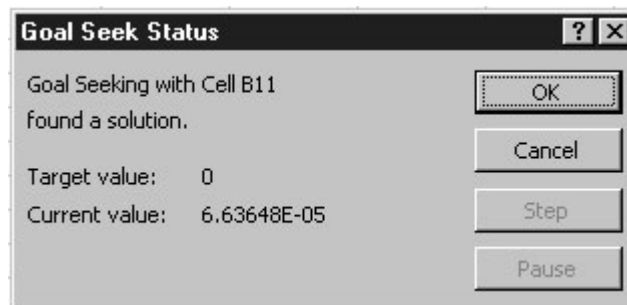 Goal Seek Status
? X
Goal Seeking with Cell B11
found a solution.
OK
Cancel
Target value: 0
Current value: 6.63648E-05
Step
Pause